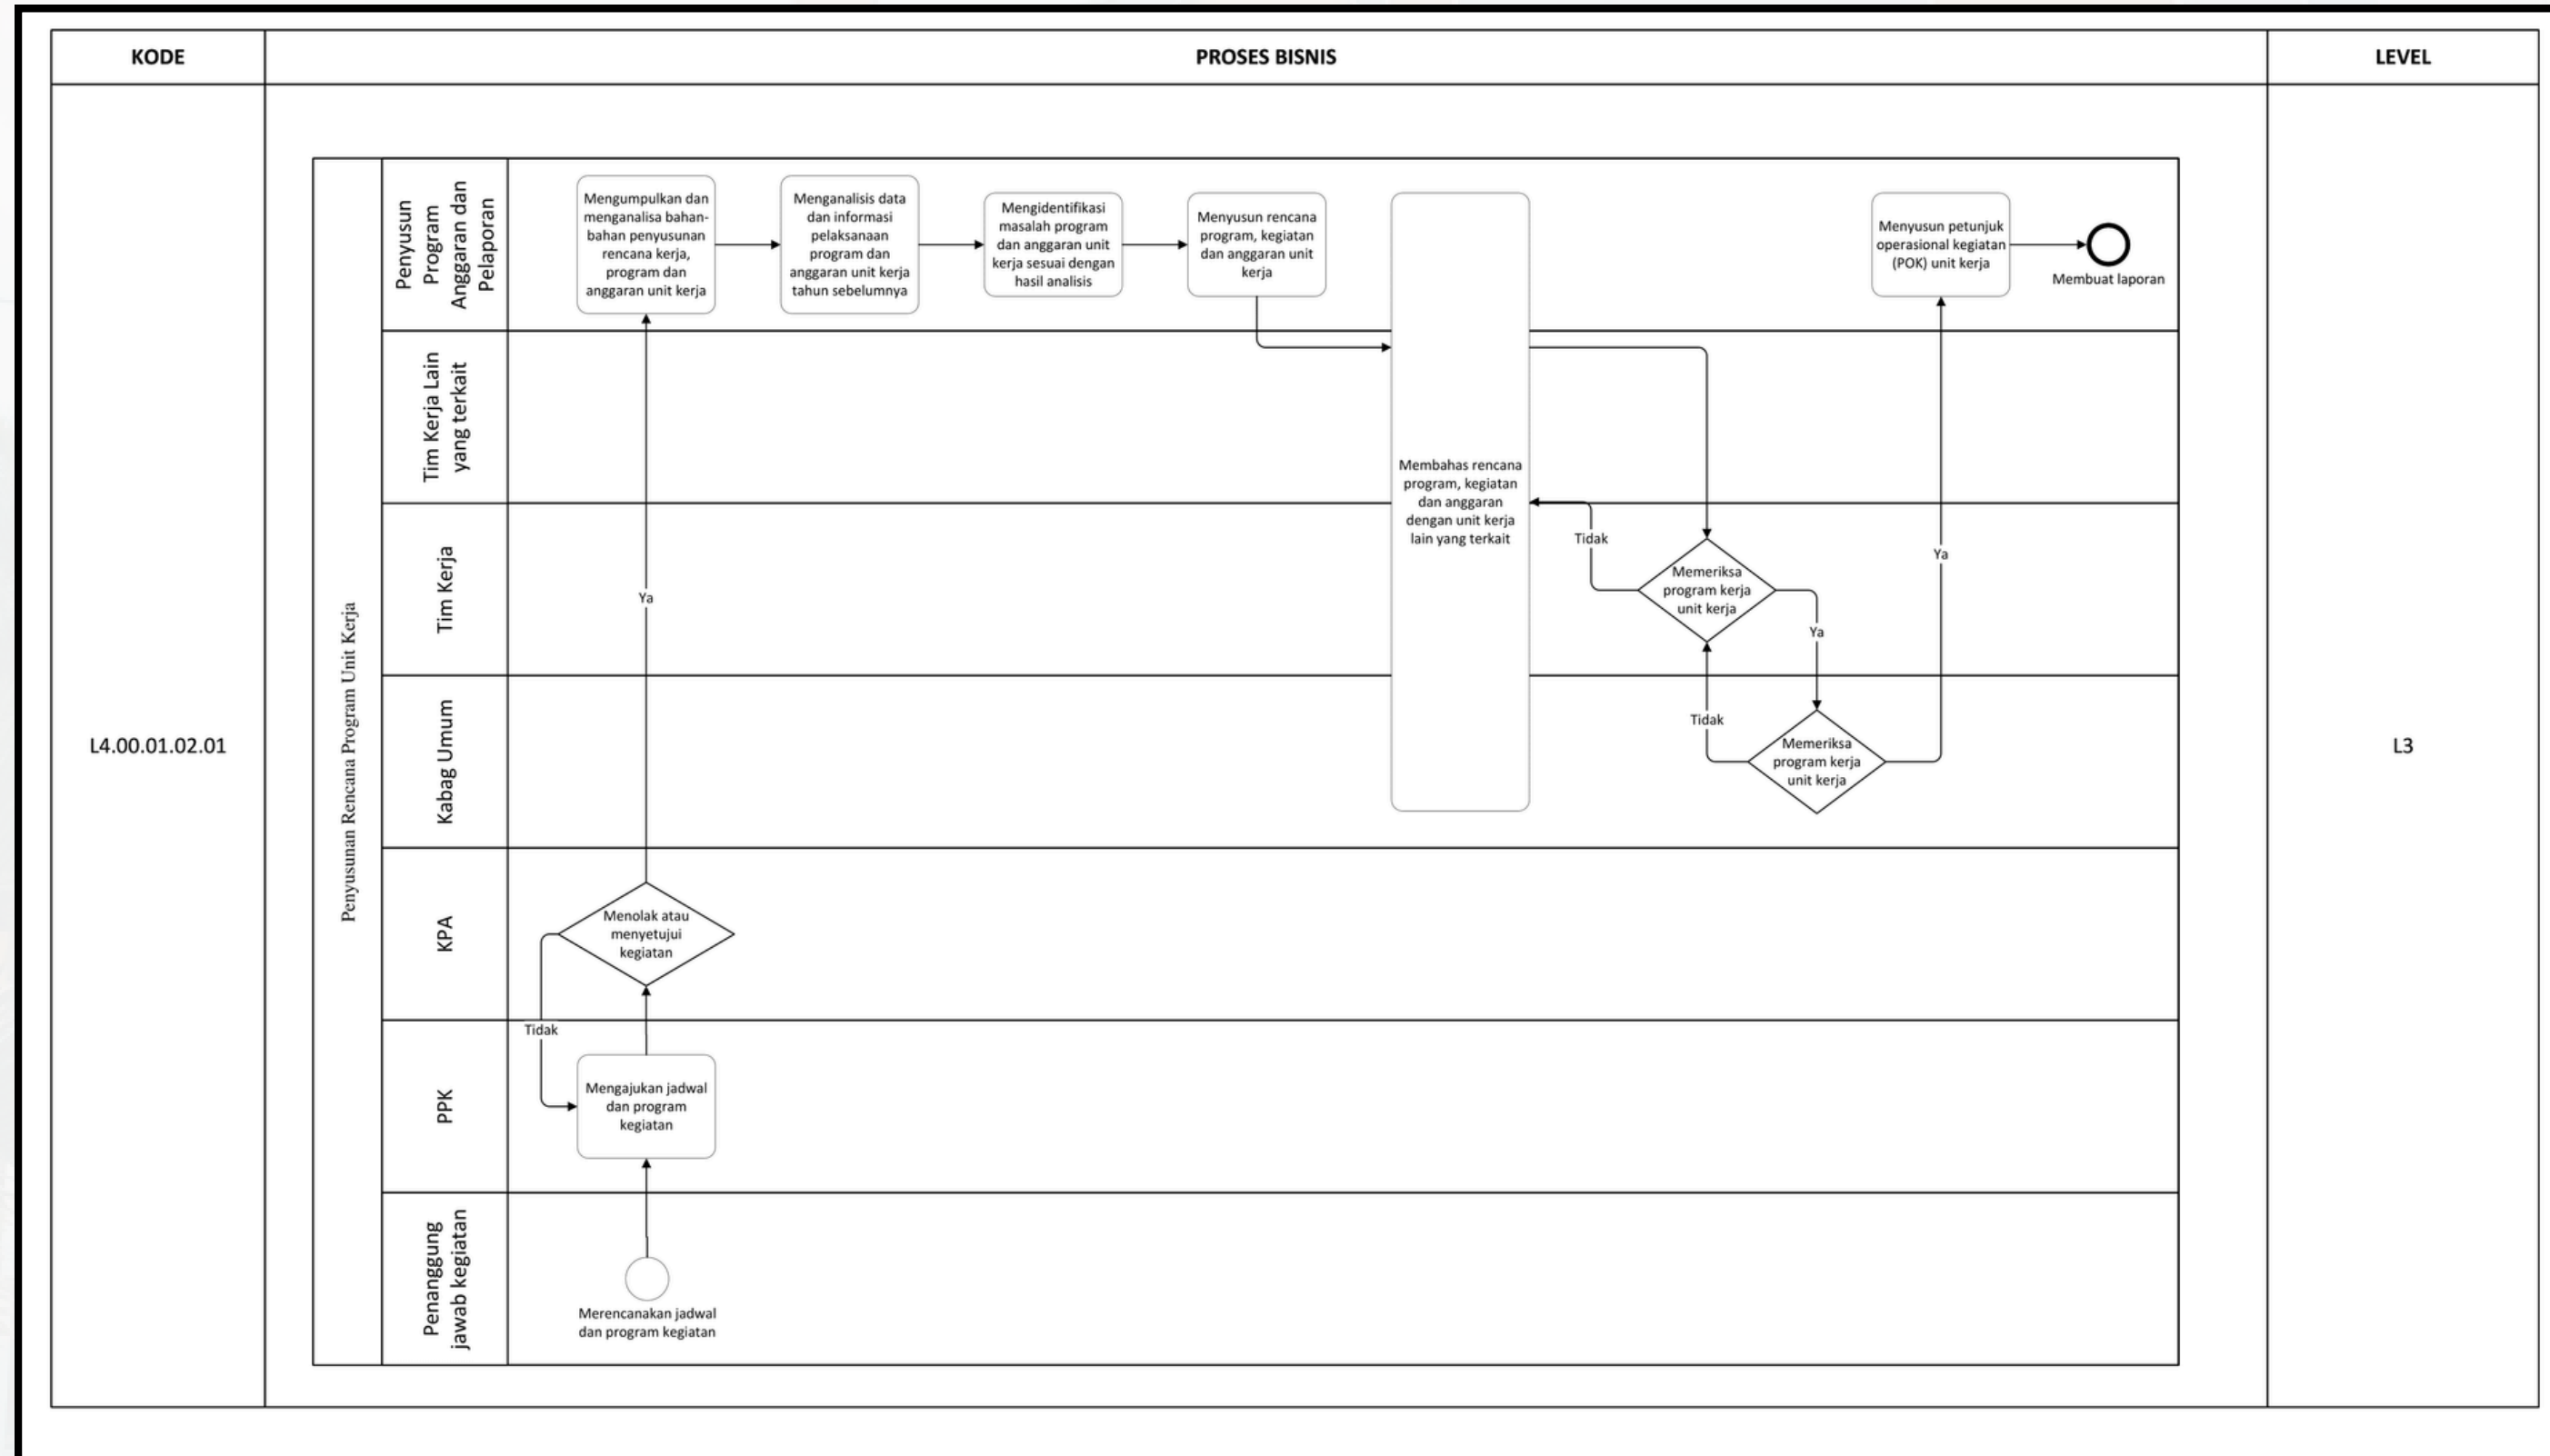 KODE
PROSES BISNIS
LEVEL
L4.00.01.02.01
L3
Penyusunan Rencana Program Unit Kerja
Penyusun
Program
Anggaran dan
Pelaporan
Mengumpulkan dan
menganalisa bahan-
bahan penyusunan
rencana kerja,
program dan
anggaran unit kerja
Menganalisis data
dan informasi
pelaksanaan
program dan
anggaran unit kerja
tahun sebelumnya
Mengidentifikasi
masalah program
dan anggaran unit
kerja sesuai dengan
hasil analisis
Menyusun rencana
program, kegiatan
dan anggaran unit
kerja
Menyusun petunjuk
operasional kegiatan
(POK) unit kerja
Membuat laporan
Tim Kerja Lain
yang terkait
Membahas rencana
program, kegiatan
dan anggaran
dengan unit kerja
lain yang terkait
Tim Kerja
Ya
Tidak
Memeriksa
program kerja
unit kerja
Ya
Ya
Kabag Umum
Tidak
Memeriksa
program kerja
unit kerja
KPA
Menolak atau
menyetujui
kegiatan
Tidak
PPK
Mengajukan jadwal
dan program
kegiatan
Penanggung
jawab kegiatan
Merencanakan jadwal
dan program kegiatan